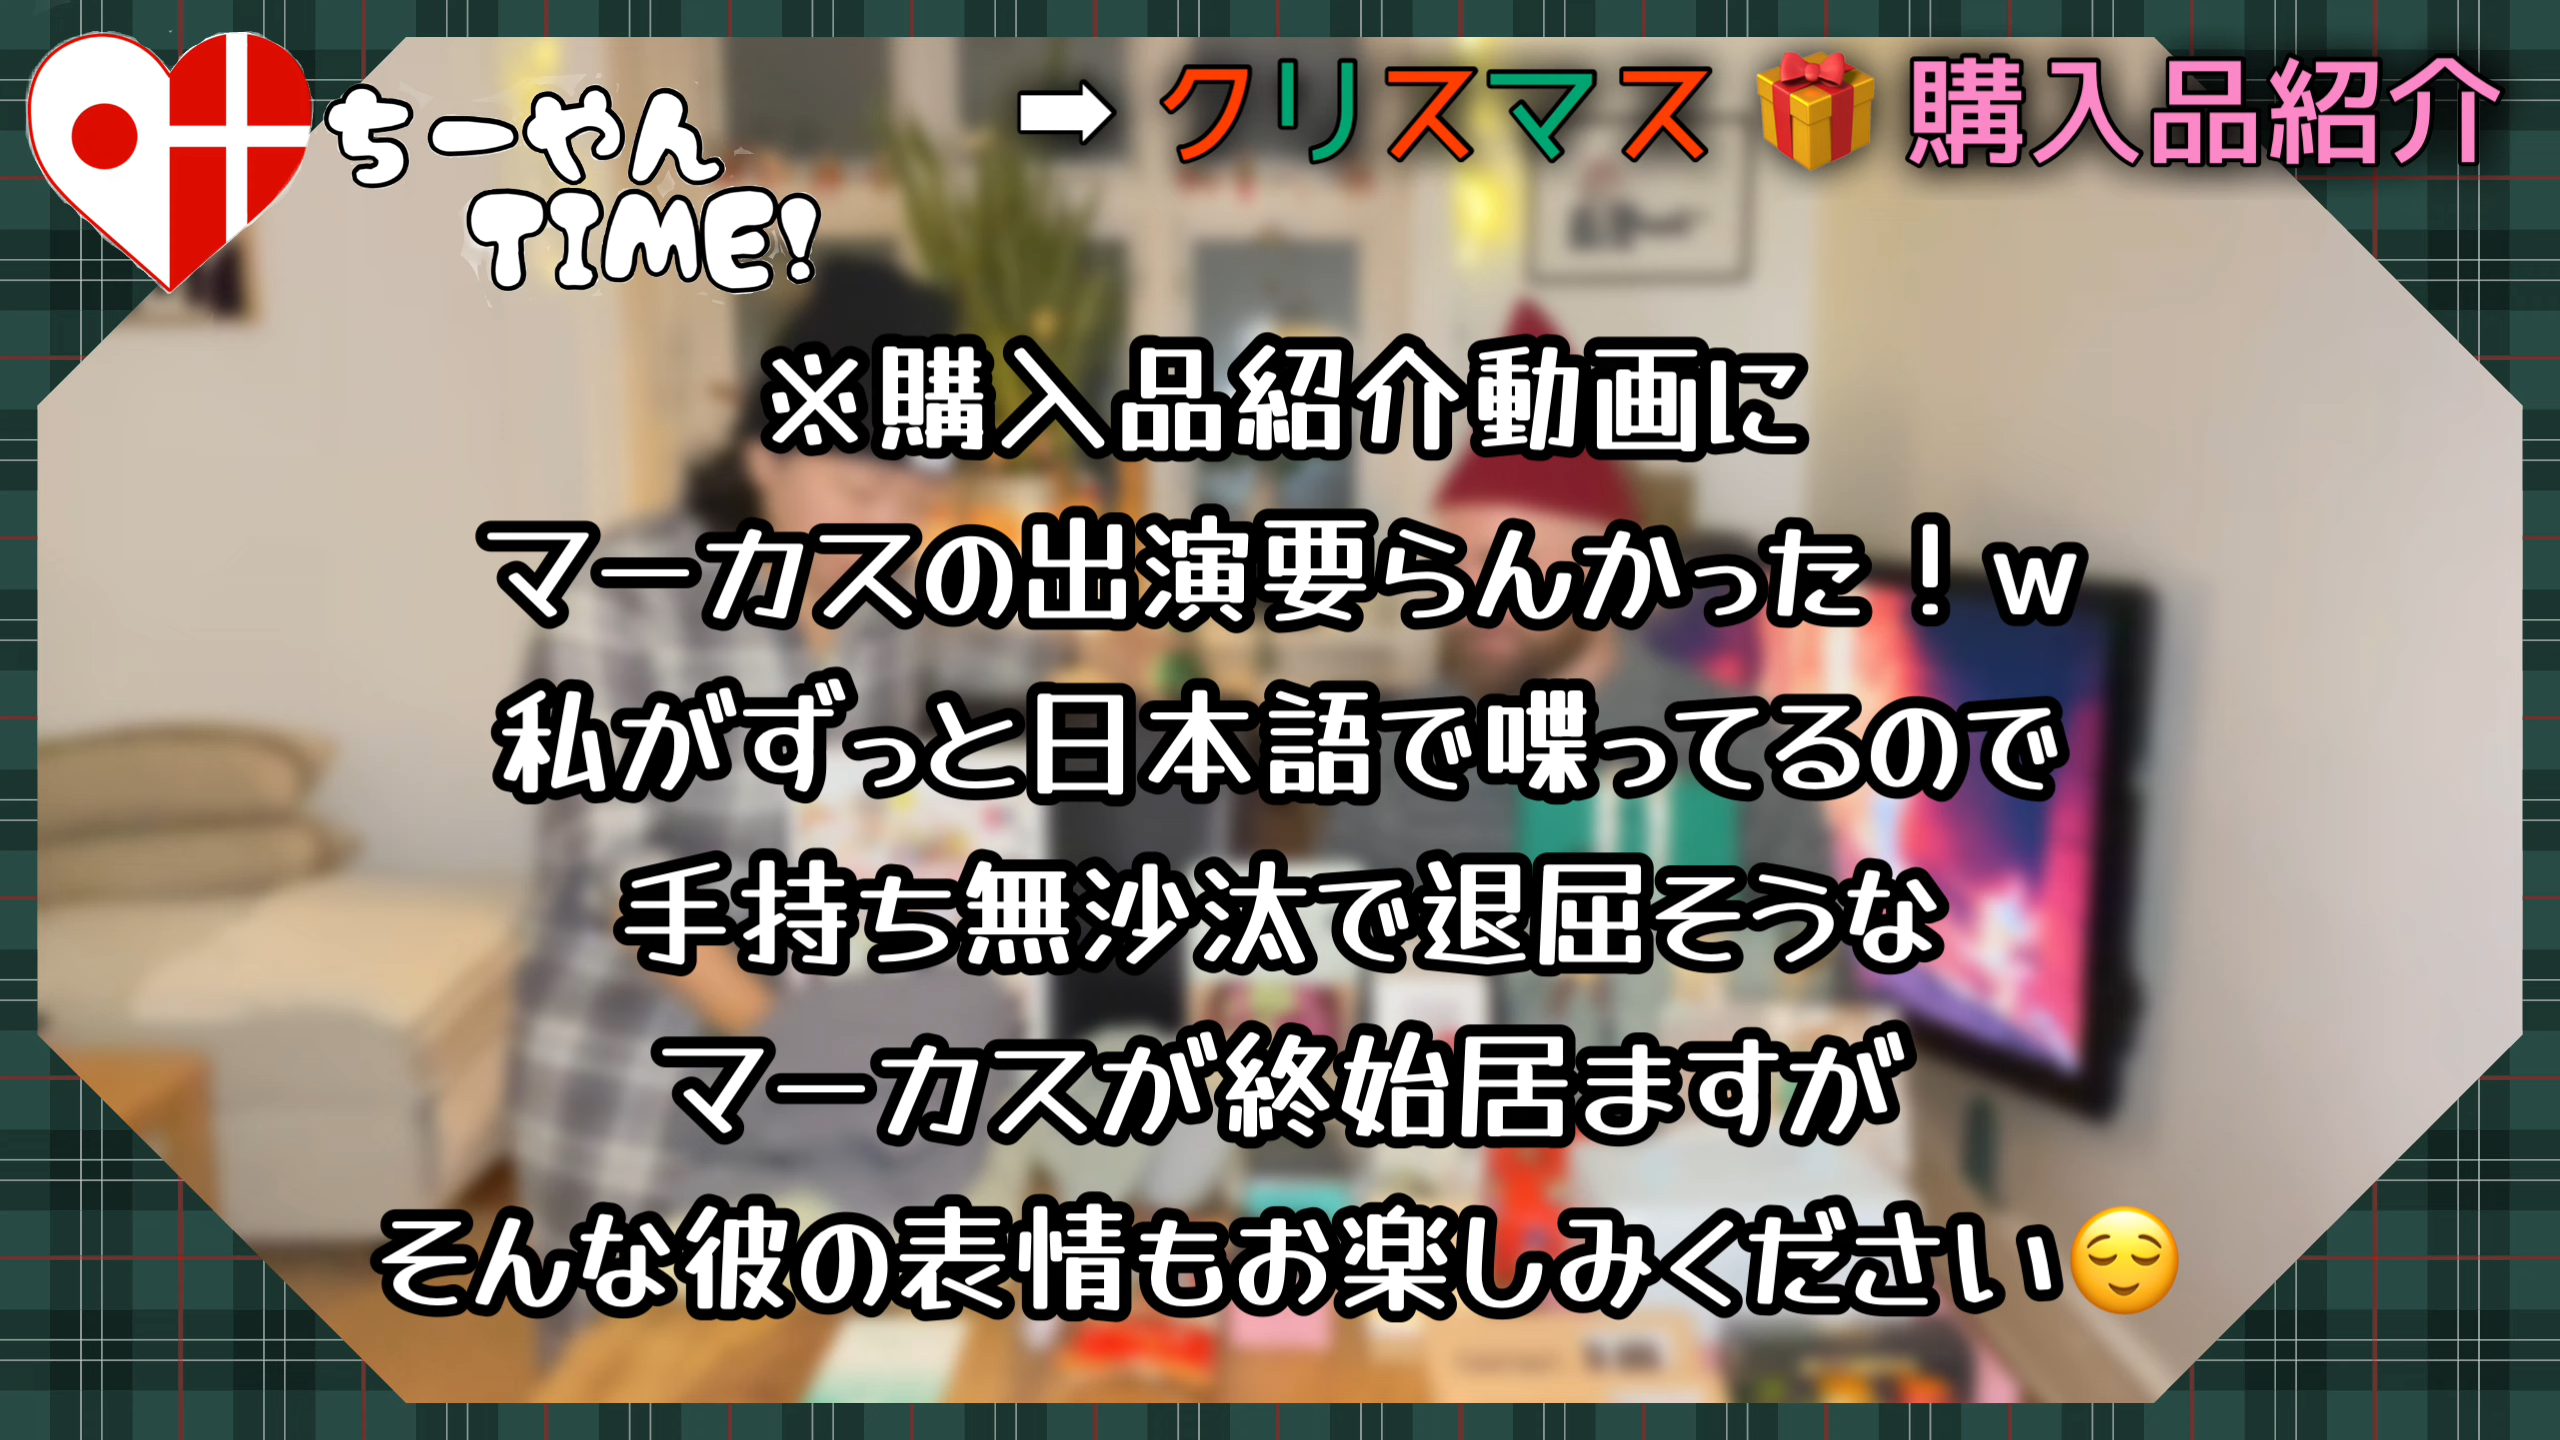 ちーやん
TIME!
➡ クリスマス🎁購入品紹介
※購入品紹介動画に
マーカスの出演要らんかった！w
私がずっと日本語で喋ってるので
手持ち無沙汰で退屈そうな
マーカスが終始居ますが
そんな彼の表情もお楽しみください😌